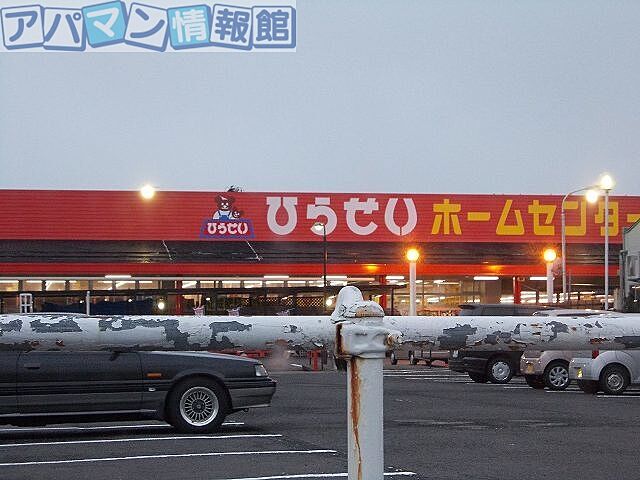 アパマン情報館
ひらせい ホームセンター
ひらせい